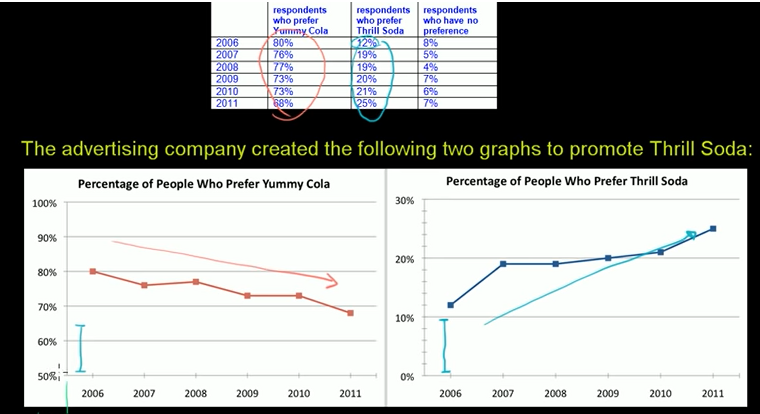 respondents who prefer Yummy Cola
respondents who prefer Thrill Soda
respondents who have no preference
2006 80% 12% 8%
2007 76% 19% 5%
2008 77% 19% 4%
2009 73% 20% 7%
2010 73% 21% 6%
2011 68% 25% 7%
The advertising company created the following two graphs to promote Thrill Soda:
Percentage of People Who Prefer Yummy Cola
100%
90%
80%
70%
60%
50%
2006 2007 2008 2009 2010 2011
Percentage of People Who Prefer Thrill Soda
30%
20%
10%
0%
2006 2007 2008 2009 2010 2011